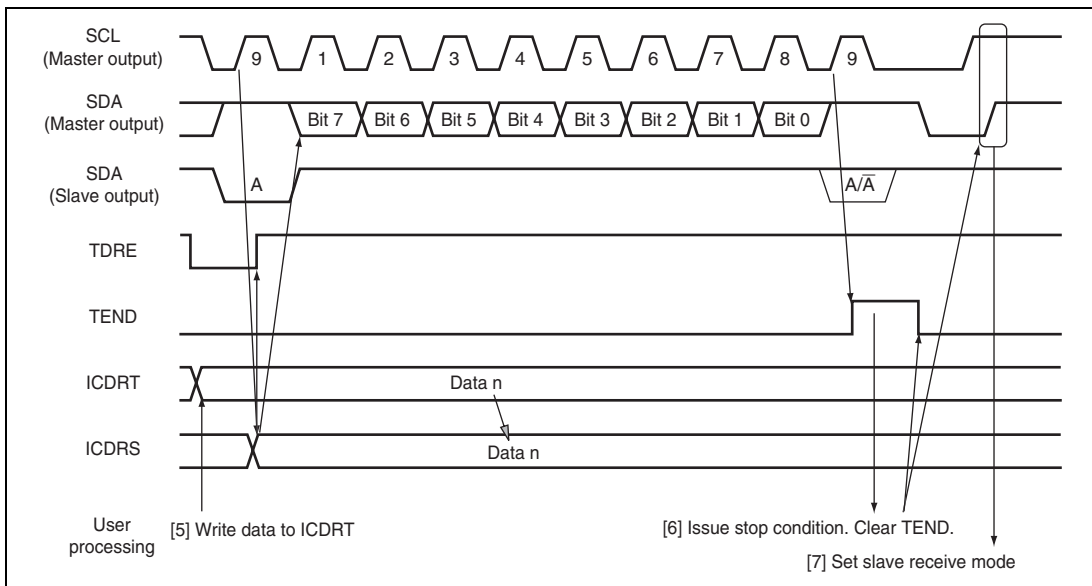 SCL
(Master output)
9 1 2 3 4 5 6 7 8 9
SDA
(Master output)
Bit 7 Bit 6 Bit 5 Bit 4 Bit 3 Bit 2 Bit 1 Bit 0
SDA
(Slave output)
A A/A̅
TDRE
TEND
ICDRT
Data n
ICDRS
Data n
User
processing
[5] Write data to ICDRT
[6] Issue stop condition. Clear TEND.
[7] Set slave receive mode